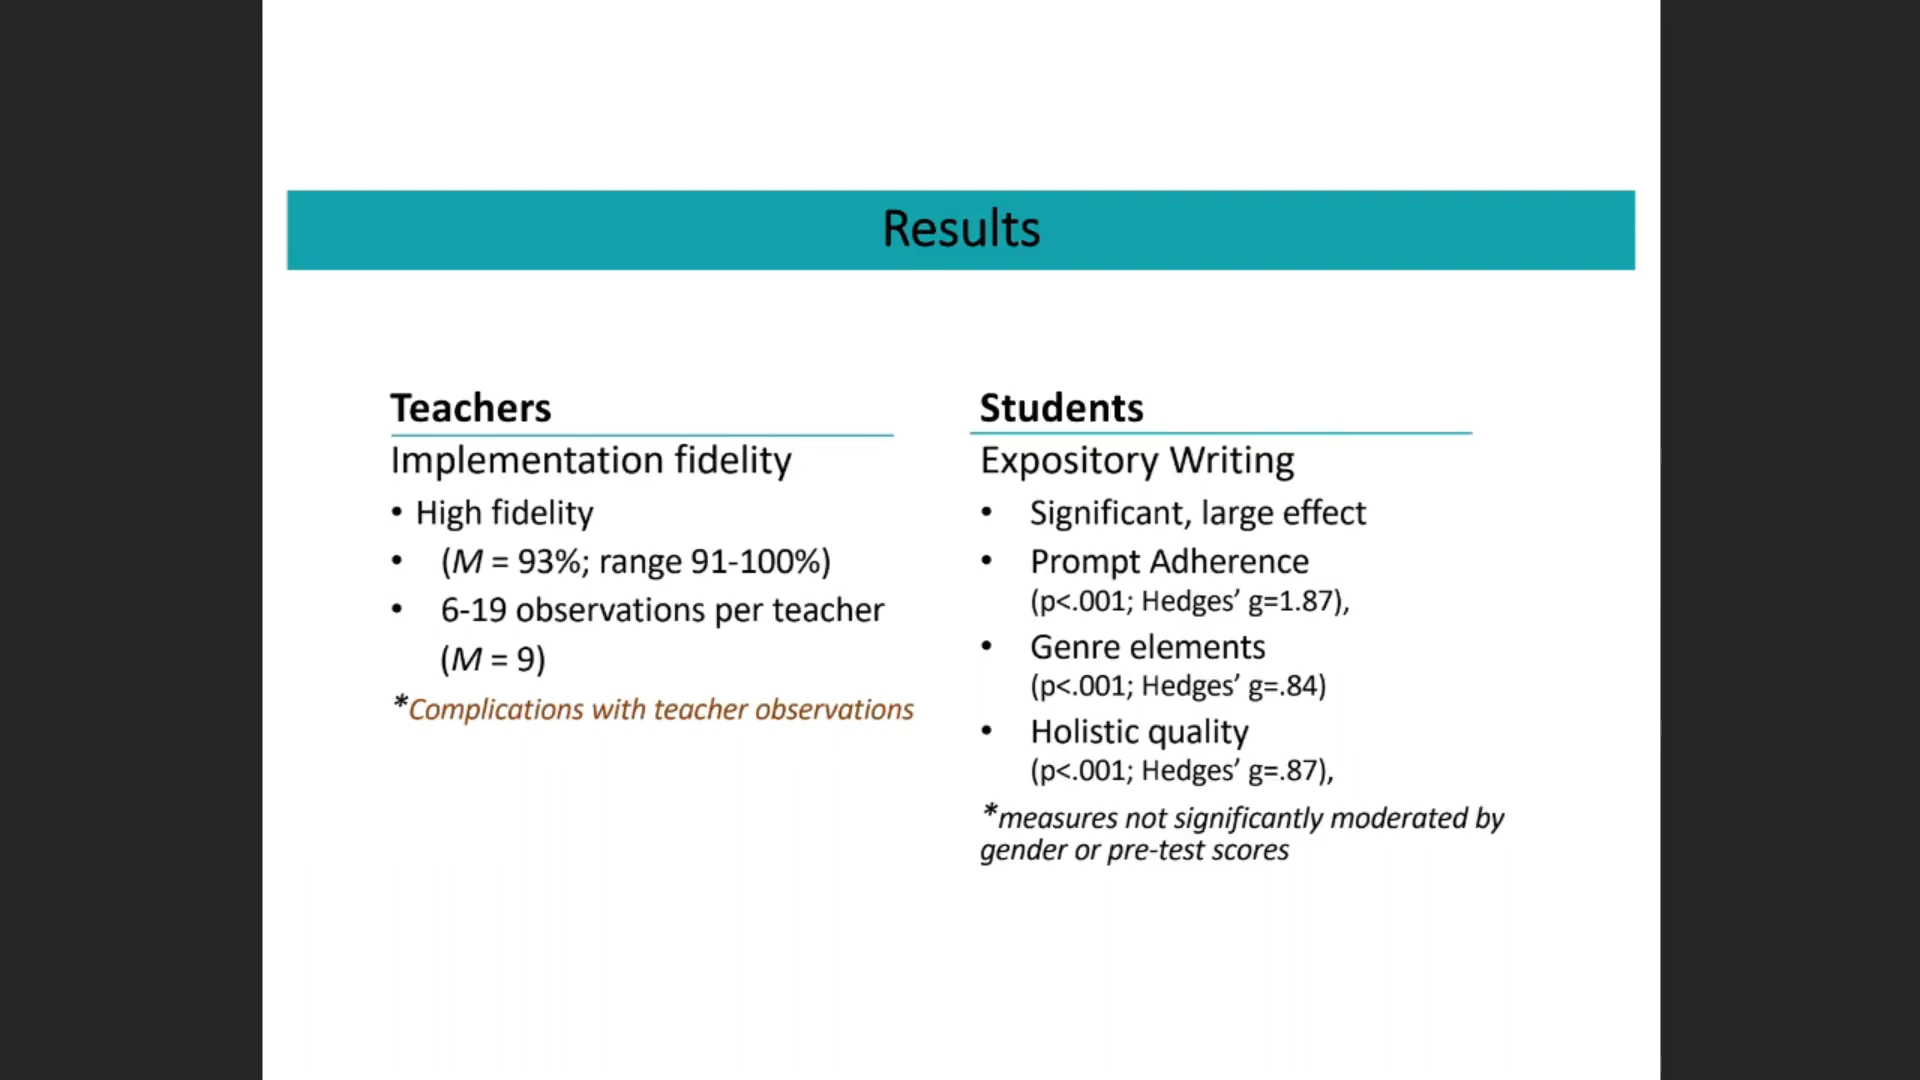 Results
Teachers
Implementation fidelity
• High fidelity
• (M = 93%; range 91-100%)
• 6-19 observations per teacher
(M = 9)
*Complications with teacher observations
Students
Expository Writing
• Significant, large effect
• Prompt Adherence
(p<.001; Hedges’ g=1.87),
• Genre elements
(p<.001; Hedges’ g=.84)
• Holistic quality
(p<.001; Hedges’ g=.87),
*measures not significantly moderated by
gender or pre-test scores